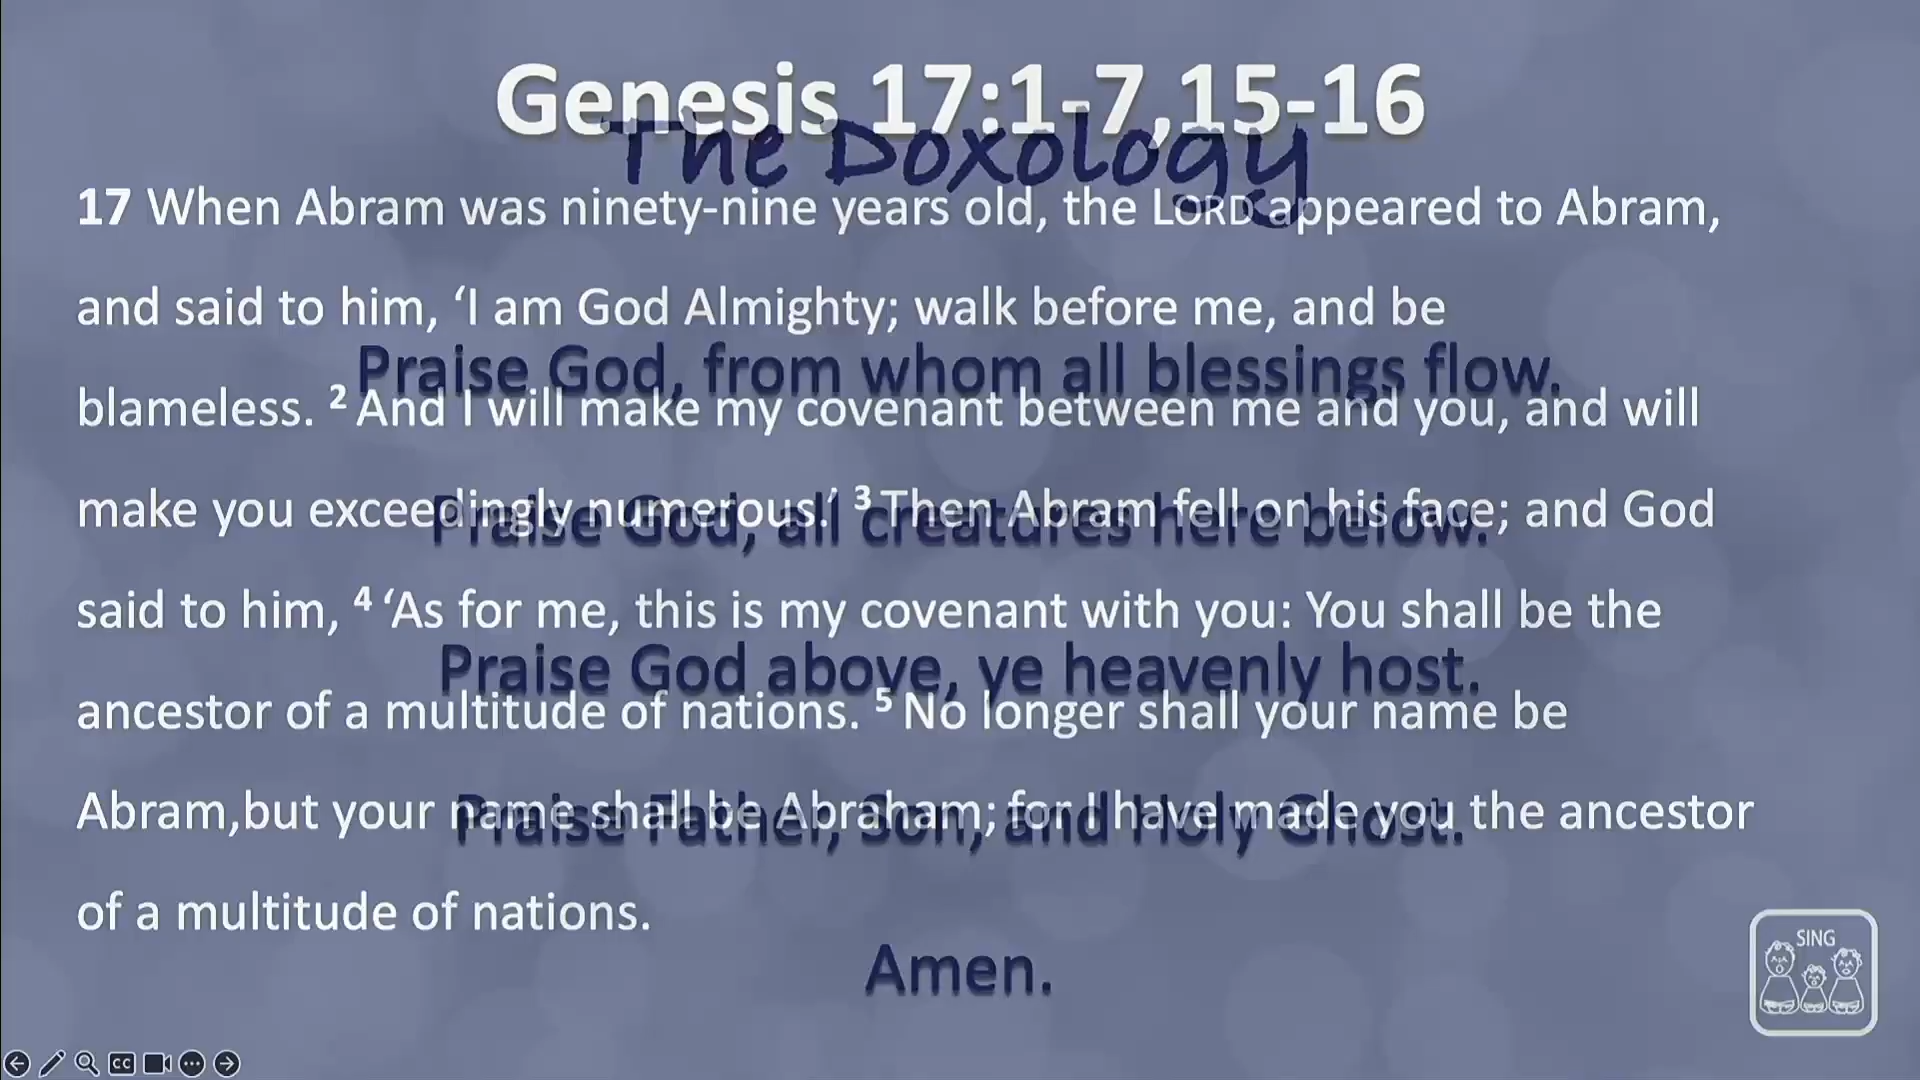 Genesis 17:1-7,15-16
The Doxology
17 When Abram was ninety-nine years old, the LORD appeared to Abram,
and said to him, ‘I am God Almighty; walk before me, and be
Praise God, from whom all blessings flow.
blameless. 2 And I will make my covenant between me and you, and will
make you exceedingly numerous.’ 3 Then Abram fell on his face; and God
Praise God, all creatures here below.
said to him, 4 ‘As for me, this is my covenant with you: You shall be the
Praise God above, ye heavenly host.
ancestor of a multitude of nations. 5 No longer shall your name be
Abram,but your name shall be Abraham; for I have made you the ancestor
Praise Father, Son, and Holy Ghost.
of a multitude of nations.
Amen.
SING
CC